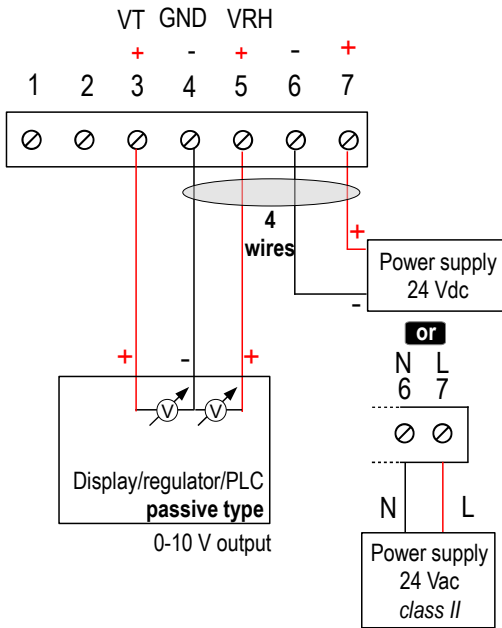 VT GND VRH
+ - + - +
1 2 3 4 5 6 7
4
wires
+
Power supply
24 Vdc
-
or
N L
6 7
+ - +
V V
Display/regulator/PLC
passive type
0-10 V output
N L
Power supply
24 Vac
class II